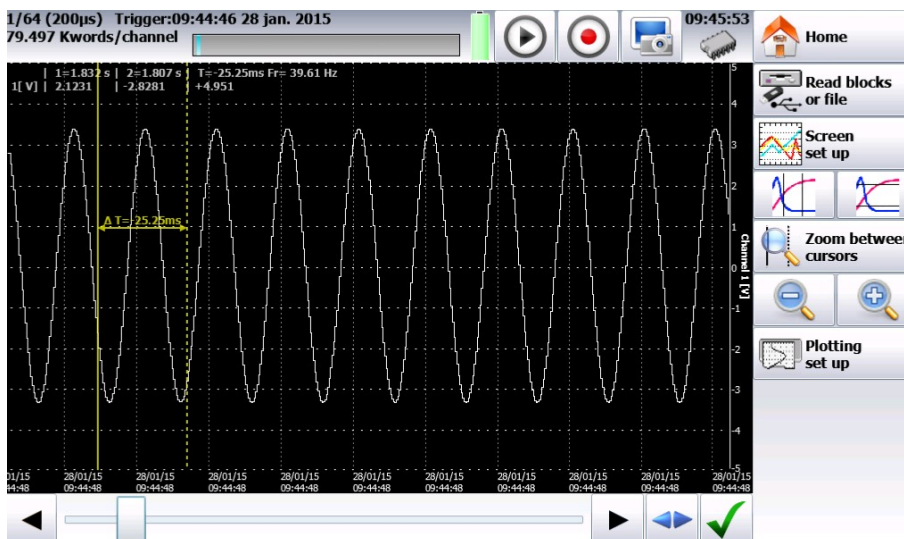 1/64 (200µs) Trigger:09:44:46 28 jan. 2015
79.497 Kwords/channel
09:45:53
Home
Read blocks
or file
Screen
set up
Zoom between
cursors
Plotting
set up
| 1=1.832 s | 2=1.807 s | T=-25.25ms Fr= 39.61 Hz
1[ V] | 2.1231 | -2.8281 | +4.951
Δ T=-25.25ms
5
4
3
2
1
0
-1
-2
-3
-4
-5
Channel 1 [V]
01/15 28/01/15 28/01/15 28/01/15 28/01/15 28/01/15 28/01/15 28/01/15 28/01/15 28/01/15 28/01/15
44:48 09:44:48 09:44:48 09:44:48 09:44:48 09:44:48 09:44:48 09:44:48 09:44:48 09:44:48 09:44:48